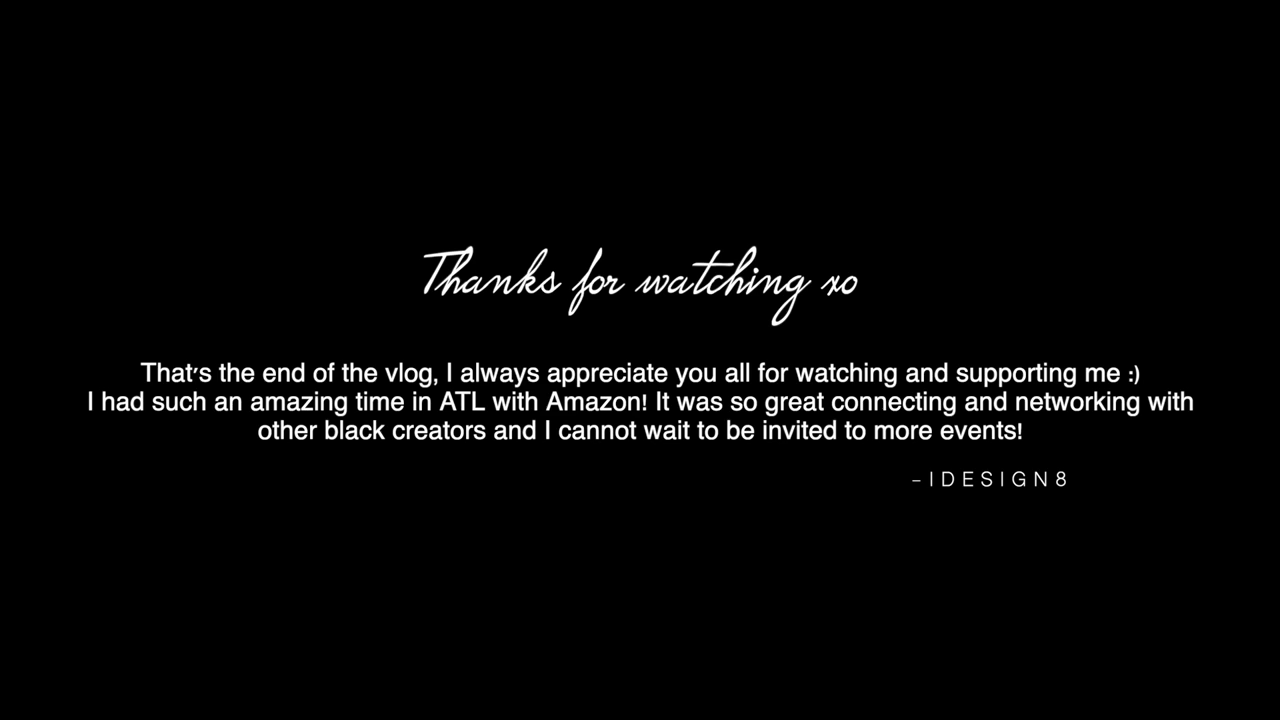 Thanks for watching xo
That's the end of the vlog, I always appreciate you all for watching and supporting me :)
I had such an amazing time in ATL with Amazon! It was so great connecting and networking with
other black creators and I cannot wait to be invited to more events!
– I D E S I G N 8